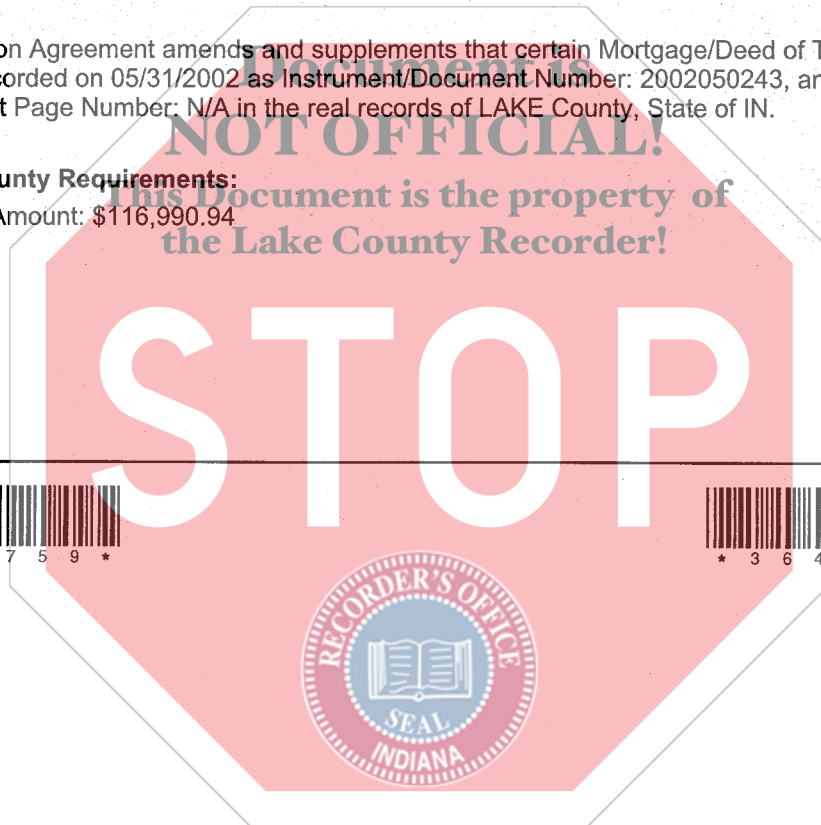 on Agreement amends and supplements that certain Mortgage/Deed of T
corded on 05/31/2002 as Instrument/Document Number: 2002050243, an
t Page Number: N/A in the real records of LAKE County, State of IN.
unty Requirements:
Amount: $116,990.94
Document is
NOT OFFICIAL!
This Document is the property of
the Lake County Recorder!
STOP
7 5 9 *
* 3 6 4
RECORDER'S OFFICE
SEAL
INDIANA